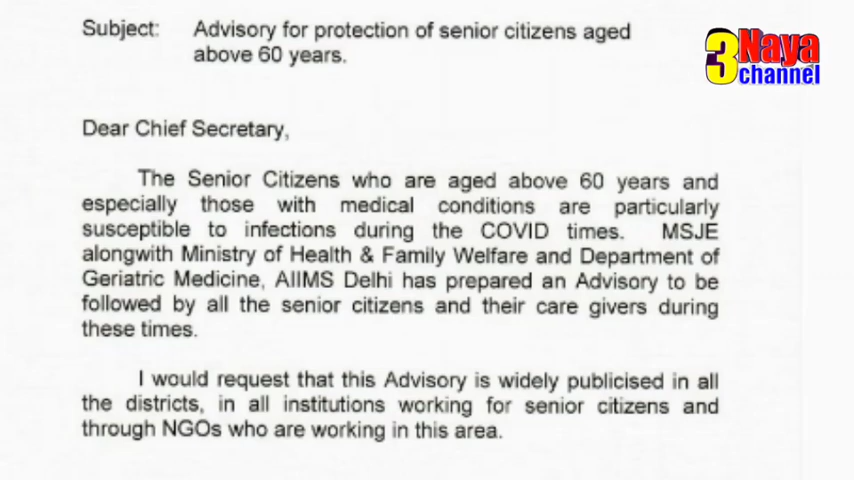 Subject: Advisory for protection of senior citizens aged
above 60 years.
3 Naya
channel
Dear Chief Secretary,
The Senior Citizens who are aged above 60 years and
especially those with medical conditions are particularly
susceptible to infections during the COVID times. MSJE
alongwith Ministry of Health & Family Welfare and Department of
Geriatric Medicine, AIIMS Delhi has prepared an Advisory to be
followed by all the senior citizens and their care givers during
these times.
I would request that this Advisory is widely publicised in all
the districts, in all institutions working for senior citizens and
through NGOs who are working in this area.